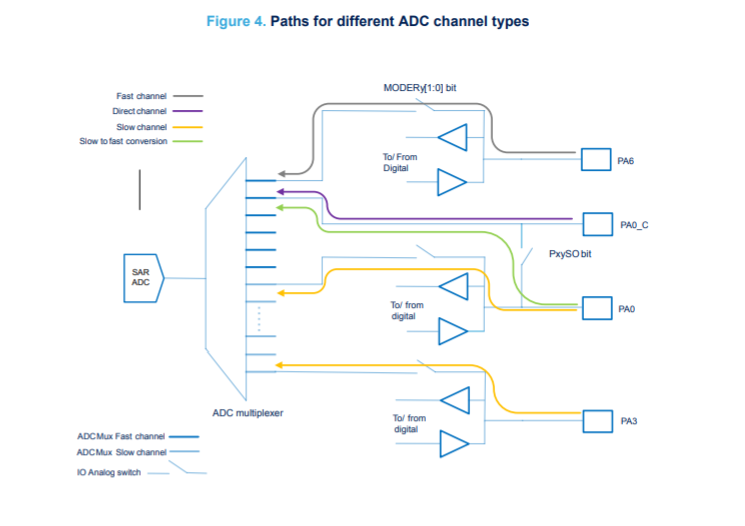 Figure 4. Paths for different ADC channel types
MODERy[1:0] bit
Fast channel
Direct channel
Slow channel
Slow to fast conversion
To/ From
Digital
PA6
PA0_C
PxySO bit
SAR
ADC
To/ from
digital
PA0
ADC multiplexer
To/ from
digital
PA3
ADCMux Fast channel
ADCMux Slow channel
IO Analog switch